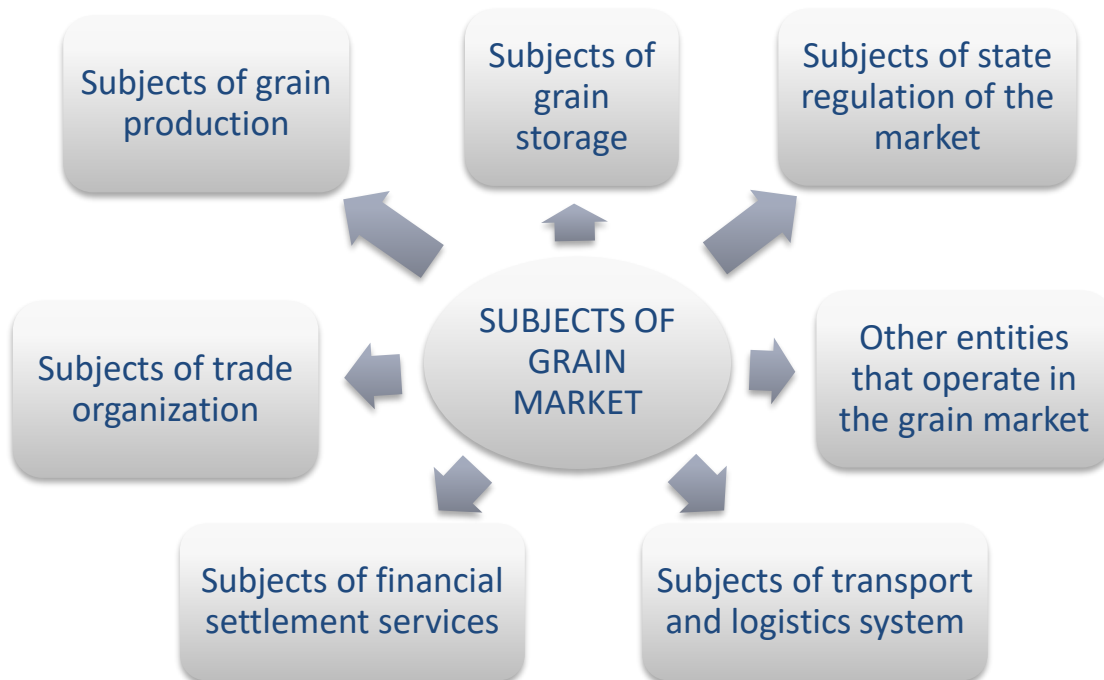 Subjects of grain
production
Subjects of
grain
storage
Subjects of state
regulation of the
market
SUBJECTS OF
GRAIN
MARKET
Subjects of trade
organization
Other entities
that operate in
the grain market
Subjects of financial
settlement services
Subjects of transport
and logistics system